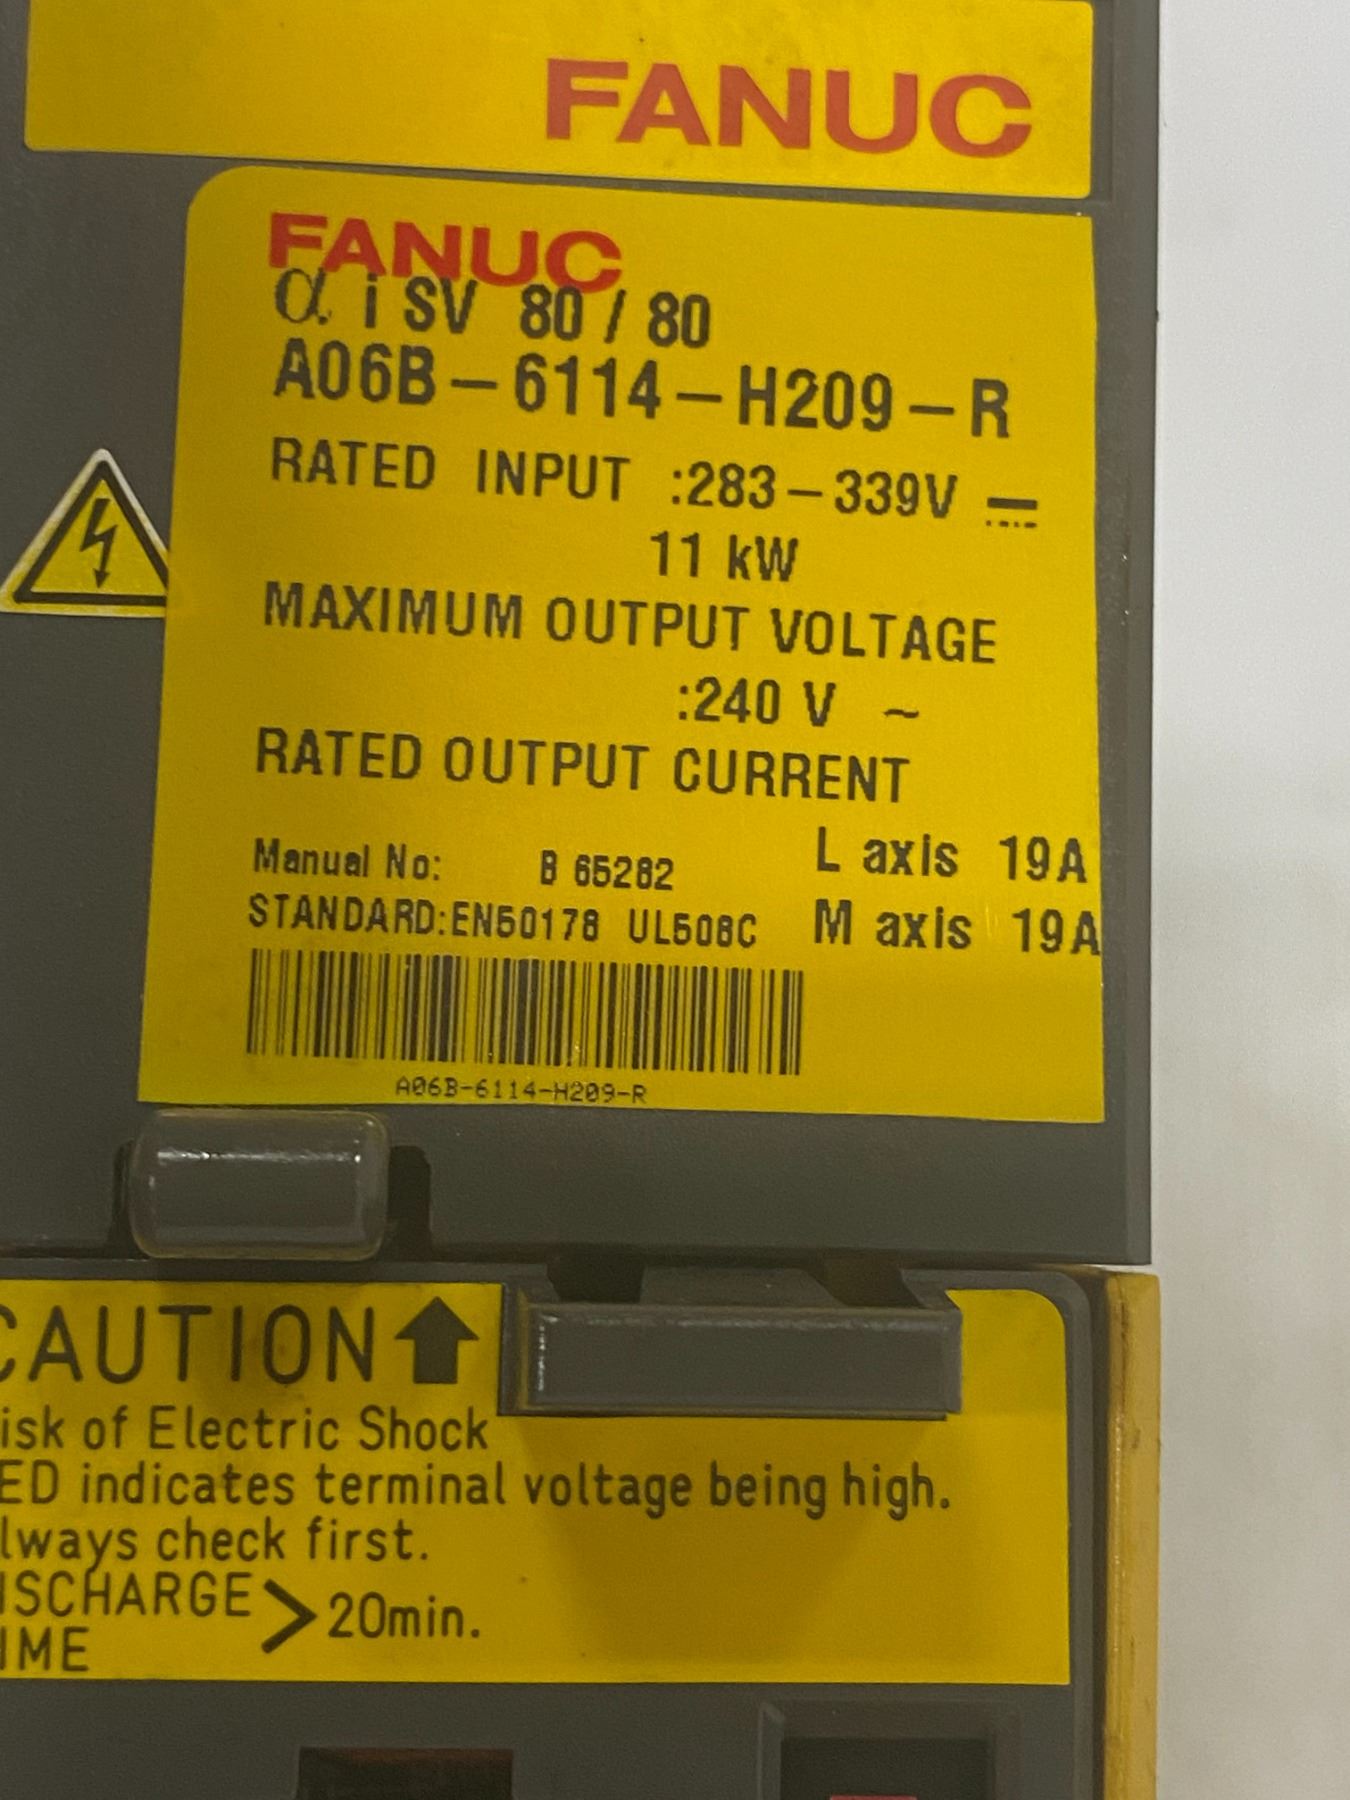 FANUC
FANUC
α i SV 80 / 80
A06B-6114-H209-R
RATED INPUT :283-339V ⎓
11 kW
MAXIMUM OUTPUT VOLTAGE
:240 V ~
RATED OUTPUT CURRENT
L axis 19A
Manual No: B 65282
M axis 19A
STANDARD:EN50178 UL508C
A06B-6114-H209-R
CAUTION ↑
isk of Electric Shock
ED indicates terminal voltage being high.
lways check first.
ISCHARGE > 20min.
IME